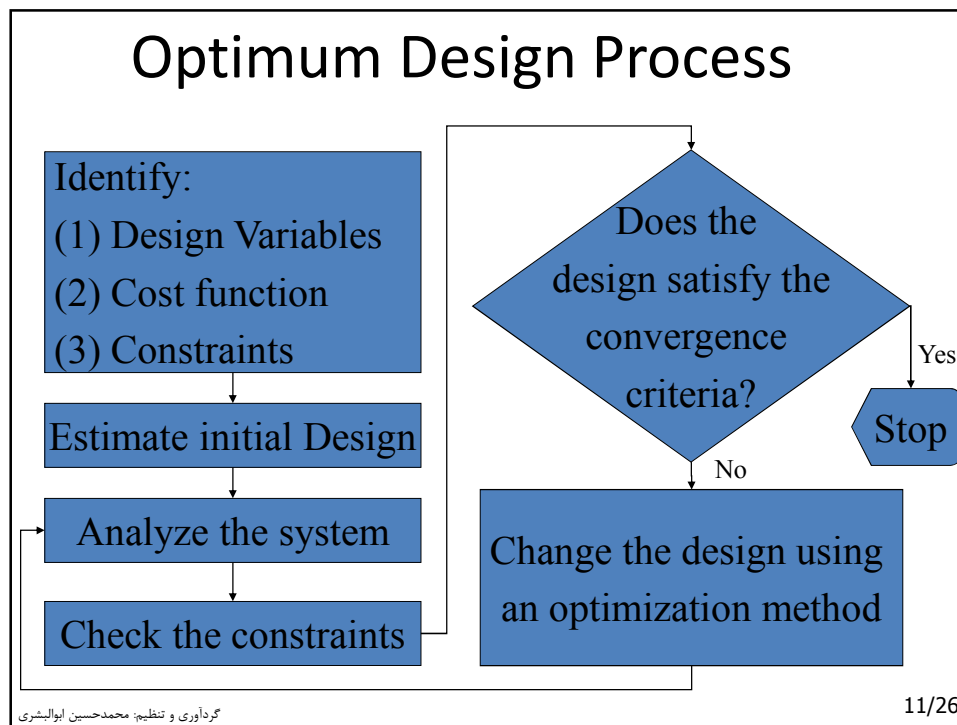 Optimum Design Process
Identify:
(1) Design Variables
(2) Cost function
(3) Constraints
Estimate initial Design
Analyze the system
Check the constraints
Does the
design satisfy the
convergence
criteria?
Yes
Stop
No
Change the design using
an optimization method
گردآوری و تنظیم: محمدحسین ابوالبشری
11/26